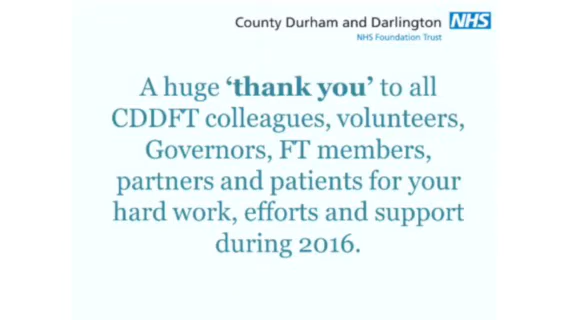 County Durham and Darlington NHS
NHS Foundation Trust
A huge ‘thank you’ to all
CDDFT colleagues, volunteers,
Governors, FT members,
partners and patients for your
hard work, efforts and support
during 2016.